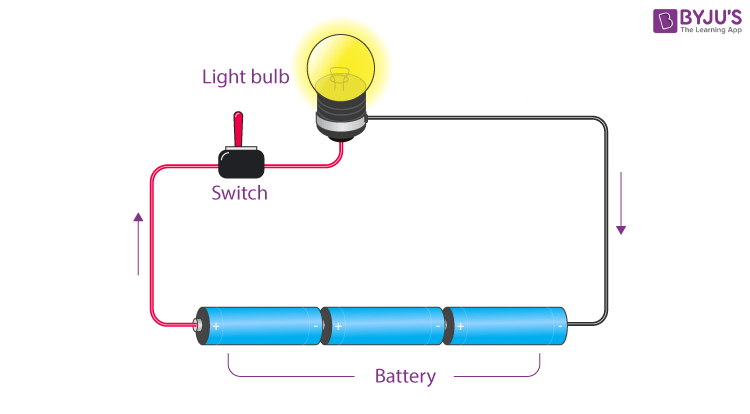 BYJU'S
The Learning App
Light bulb
Switch
+ - + - + -
Battery